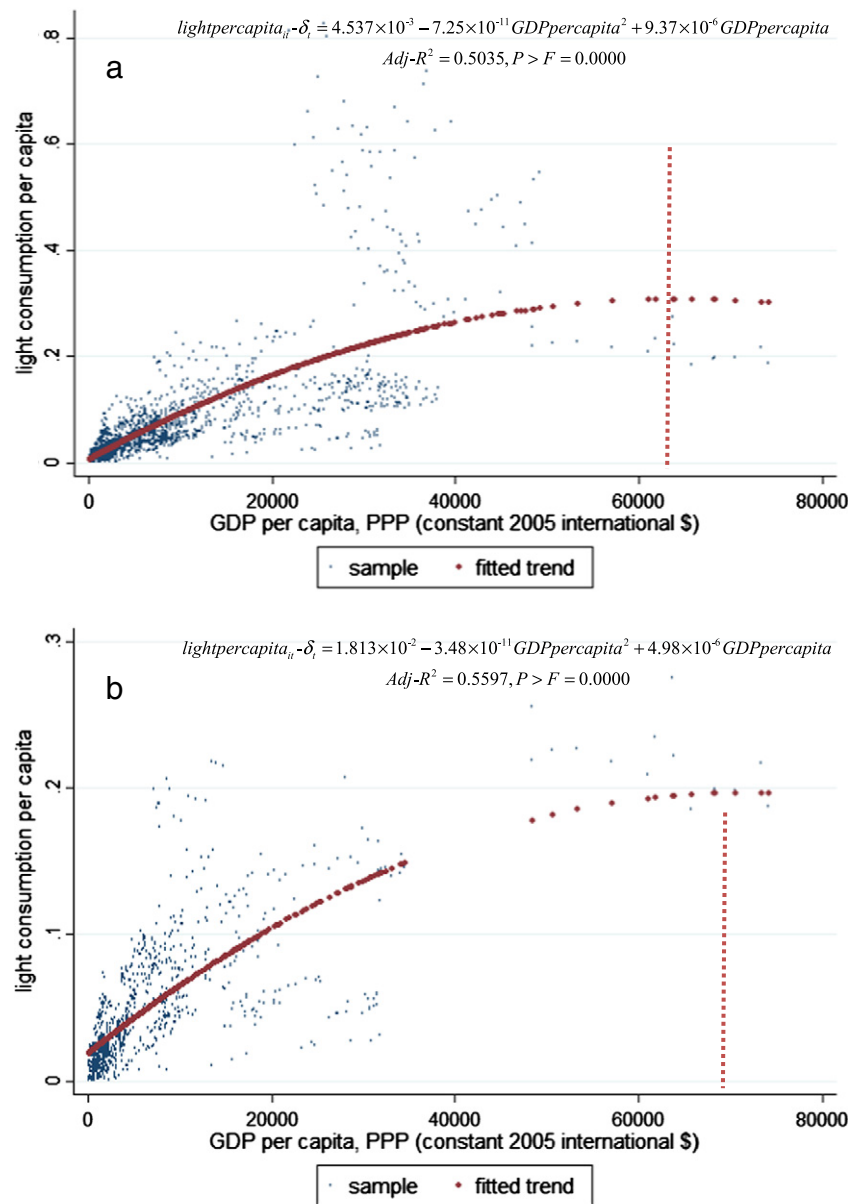 lightpercapita_it-δ_t = 4.537×10^-3 − 7.25×10^-11 GDPpercapita^2 + 9.37×10^-6 GDPpercapita
Adj-R^2 = 0.5035, P > F = 0.0000
a
light consumption per capita
.8
.6
.4
.2
0
0 20000 40000 60000 80000
GDP per capita, PPP (constant 2005 international $)
sample fitted trend
lightpercapita_it-δ_t = 1.813×10^-2 − 3.48×10^-11 GDPpercapita^2 + 4.98×10^-6 GDPpercapita
Adj-R^2 = 0.5597, P > F = 0.0000
b
light consumption per capita
.3
.2
.1
0
0 20000 40000 60000 80000
GDP per capita, PPP (constant 2005 international $)
sample fitted trend